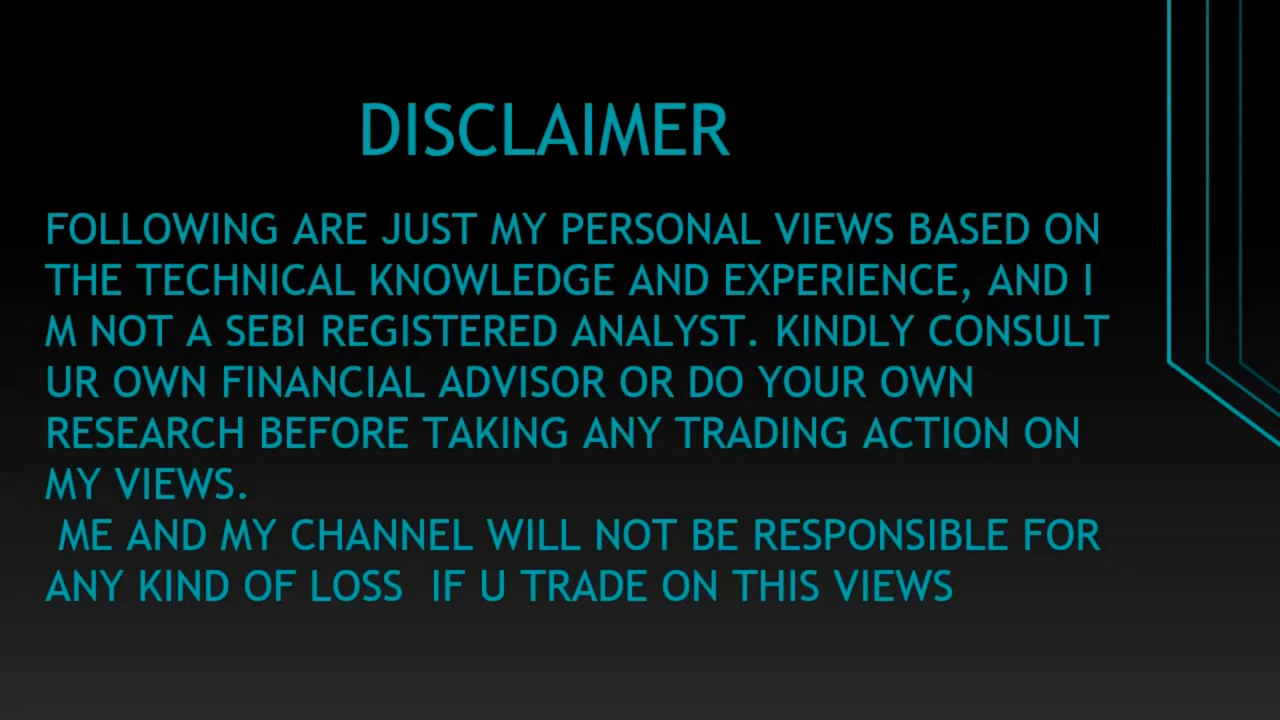 DISCLAIMER
FOLLOWING ARE JUST MY PERSONAL VIEWS BASED ON
THE TECHNICAL KNOWLEDGE AND EXPERIENCE, AND I
M NOT A SEBI REGISTERED ANALYST. KINDLY CONSULT
UR OWN FINANCIAL ADVISOR OR DO YOUR OWN
RESEARCH BEFORE TAKING ANY TRADING ACTION ON
MY VIEWS.
ME AND MY CHANNEL WILL NOT BE RESPONSIBLE FOR
ANY KIND OF LOSS  IF U TRADE ON THIS VIEWS